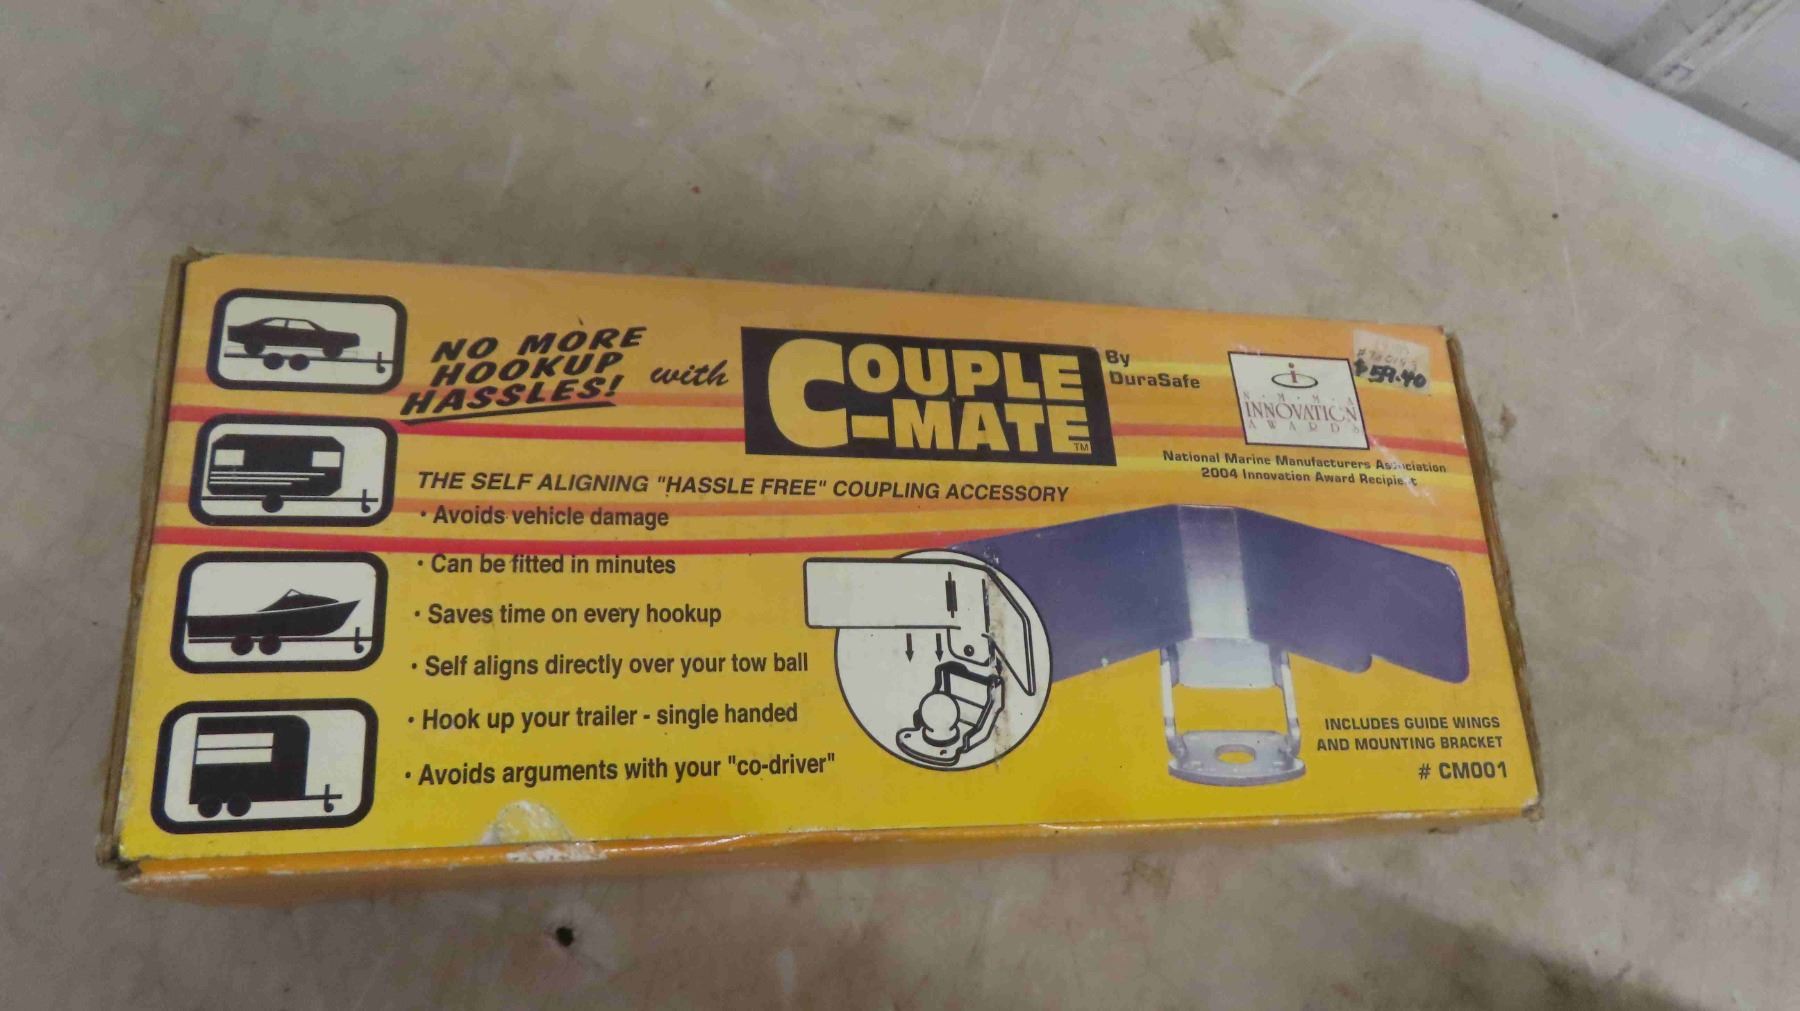 NO MORE
HOOKUP
HASSLES!
with
COUPLE
-MATE
TM
By
DuraSafe
N·M·M·A
INNOVATION
AWARDS
$59.40
National Marine Manufacturers Association
2004 Innovation Award Recipient
THE SELF ALIGNING "HASSLE FREE" COUPLING ACCESSORY
• Avoids vehicle damage
• Can be fitted in minutes
• Saves time on every hookup
• Self aligns directly over your tow ball
• Hook up your trailer - single handed
• Avoids arguments with your "co-driver"
INCLUDES GUIDE WINGS
AND MOUNTING BRACKET
# CM001